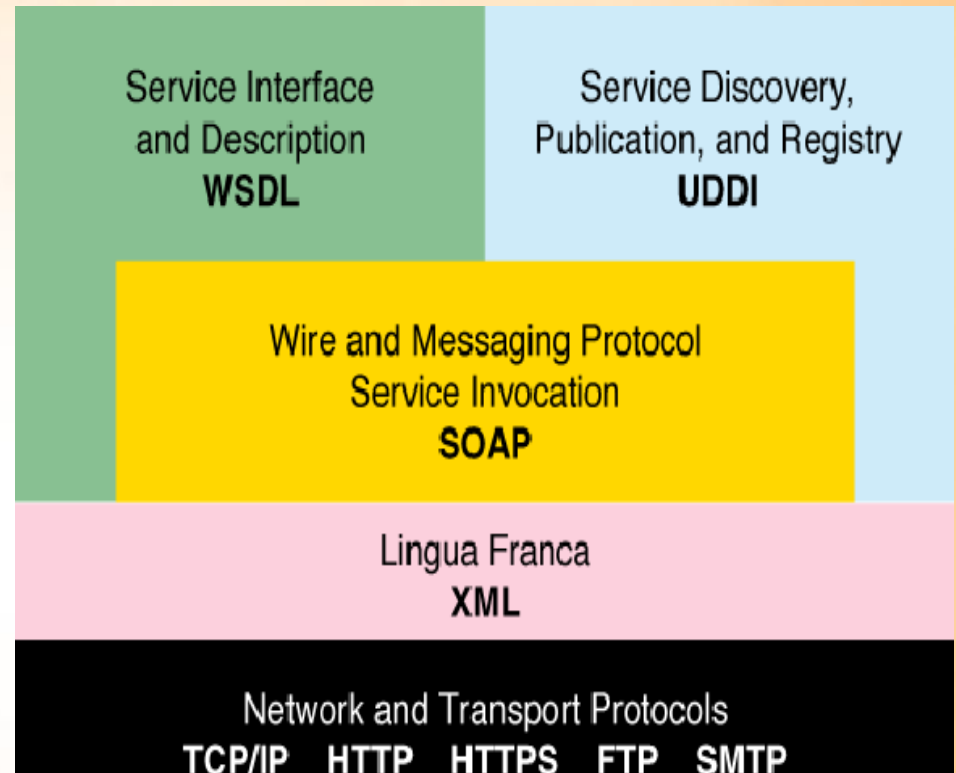 Service Interface
and Description
WSDL
Service Discovery,
Publication, and Registry
UDDI
Wire and Messaging Protocol
Service Invocation
SOAP
Lingua Franca
XML
Network and Transport Protocols
TCP/IP HTTP HTTPS FTP SMTP